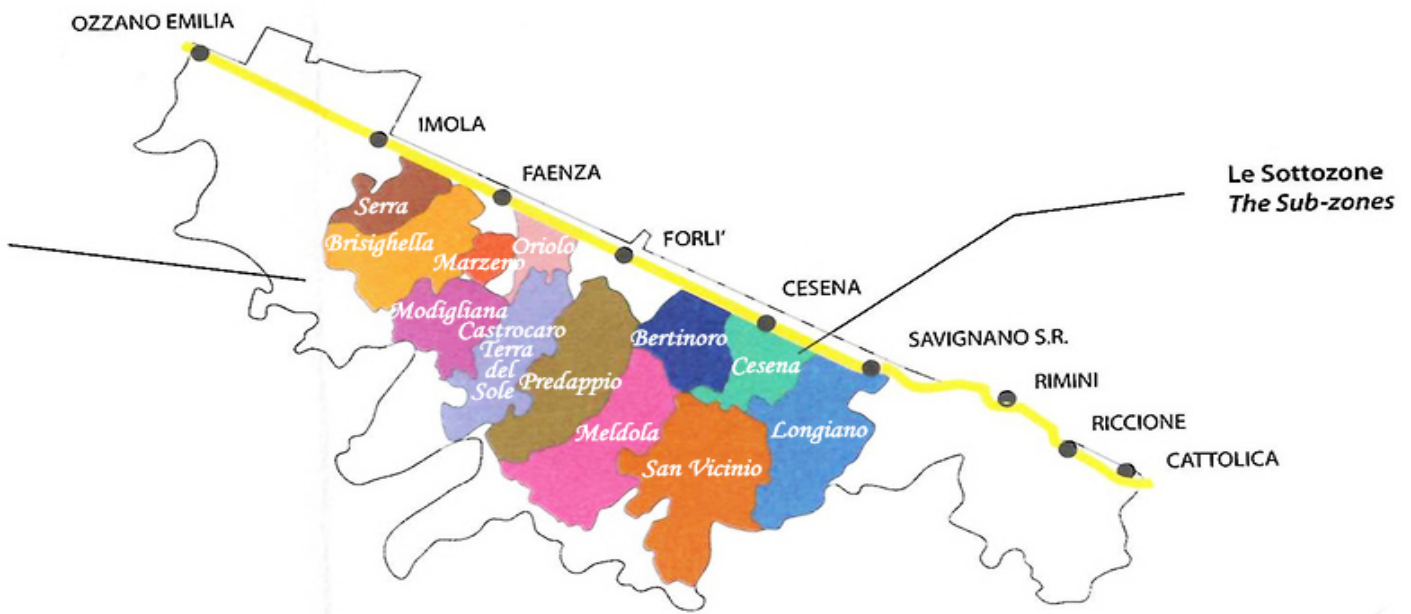 OZZANO EMILIA
IMOLA
FAENZA
FORLI'
CESENA
SAVIGNANO S.R.
RIMINI
RICCIONE
CATTOLICA
Le Sottozone
The Sub-zones
Serra
Brisighella
Marzeno
Oriolo
Modigliana
Castrocaro
Terra
del
Sole
Predappio
Bertinoro
Cesena
Meldola
Longiano
San Vicinio